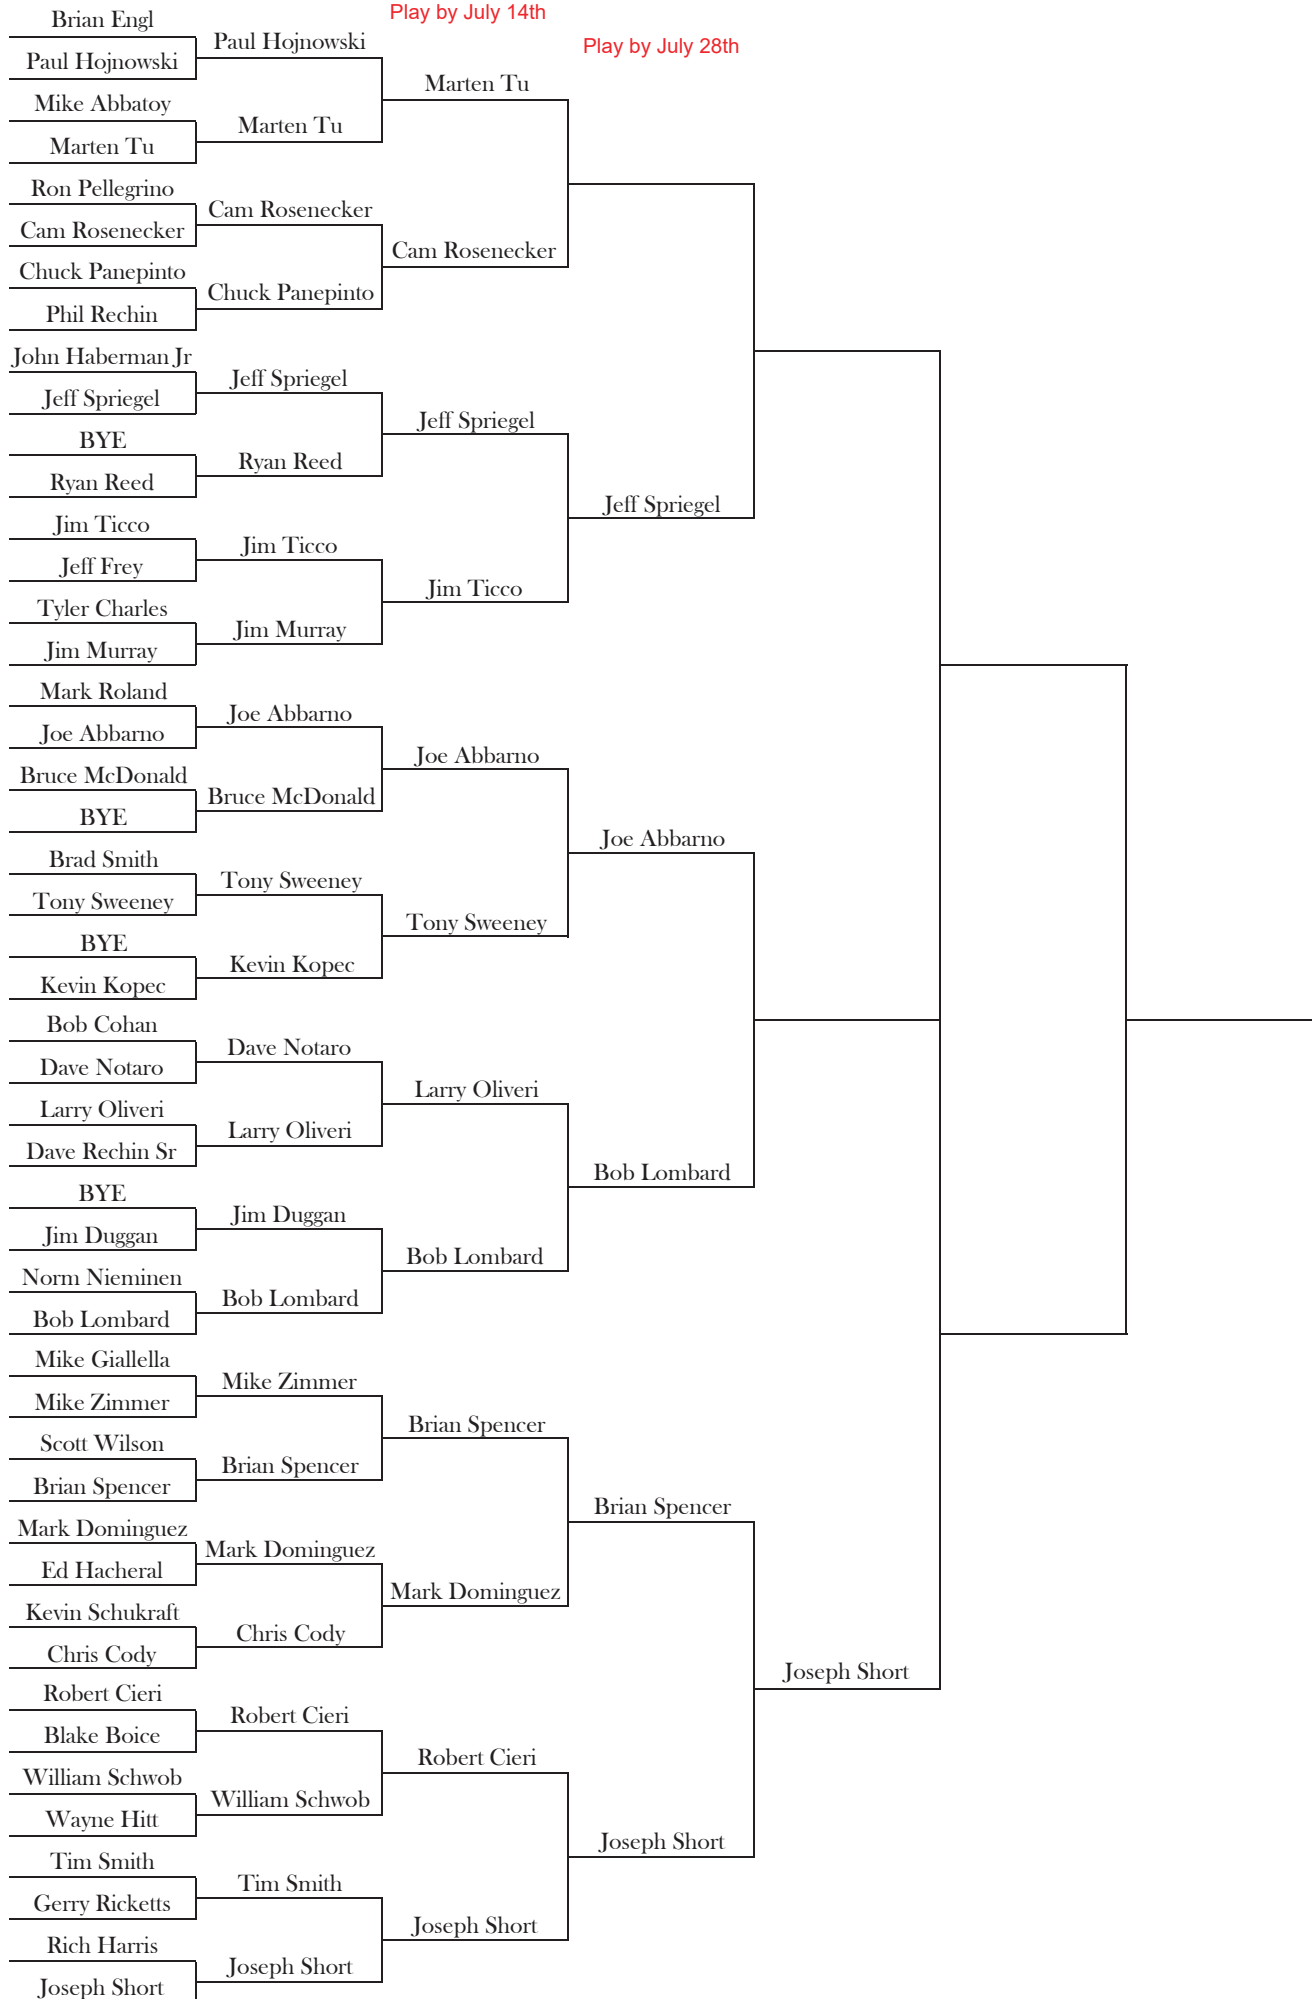 Play by July 14th
Play by July 28th
Brian Engl
Paul Hojnowski
Mike Abbatoy
Marten Tu
Ron Pellegrino
Cam Rosenecker
Chuck Panepinto
Phil Rechin
John Haberman Jr
Jeff Spriegel
BYE
Ryan Reed
Jim Ticco
Jeff Frey
Tyler Charles
Jim Murray
Mark Roland
Joe Abbarno
Bruce McDonald
BYE
Brad Smith
Tony Sweeney
BYE
Kevin Kopec
Bob Cohan
Dave Notaro
Larry Oliveri
Dave Rechin Sr
BYE
Jim Duggan
Norm Nieminen
Bob Lombard
Mike Giallella
Mike Zimmer
Scott Wilson
Brian Spencer
Mark Dominguez
Ed Hacheral
Kevin Schukraft
Chris Cody
Robert Cieri
Blake Boice
William Schwob
Wayne Hitt
Tim Smith
Gerry Ricketts
Rich Harris
Joseph Short
Paul Hojnowski
Marten Tu
Cam Rosenecker
Chuck Panepinto
Jeff Spriegel
Ryan Reed
Jim Ticco
Jim Murray
Joe Abbarno
Bruce McDonald
Tony Sweeney
Kevin Kopec
Dave Notaro
Larry Oliveri
Jim Duggan
Bob Lombard
Mike Zimmer
Brian Spencer
Mark Dominguez
Chris Cody
Robert Cieri
William Schwob
Tim Smith
Joseph Short
Marten Tu
Cam Rosenecker
Jeff Spriegel
Jim Ticco
Joe Abbarno
Tony Sweeney
Larry Oliveri
Bob Lombard
Brian Spencer
Mark Dominguez
Robert Cieri
Joseph Short
Jeff Spriegel
Joe Abbarno
Bob Lombard
Brian Spencer
Joseph Short
Joseph Short